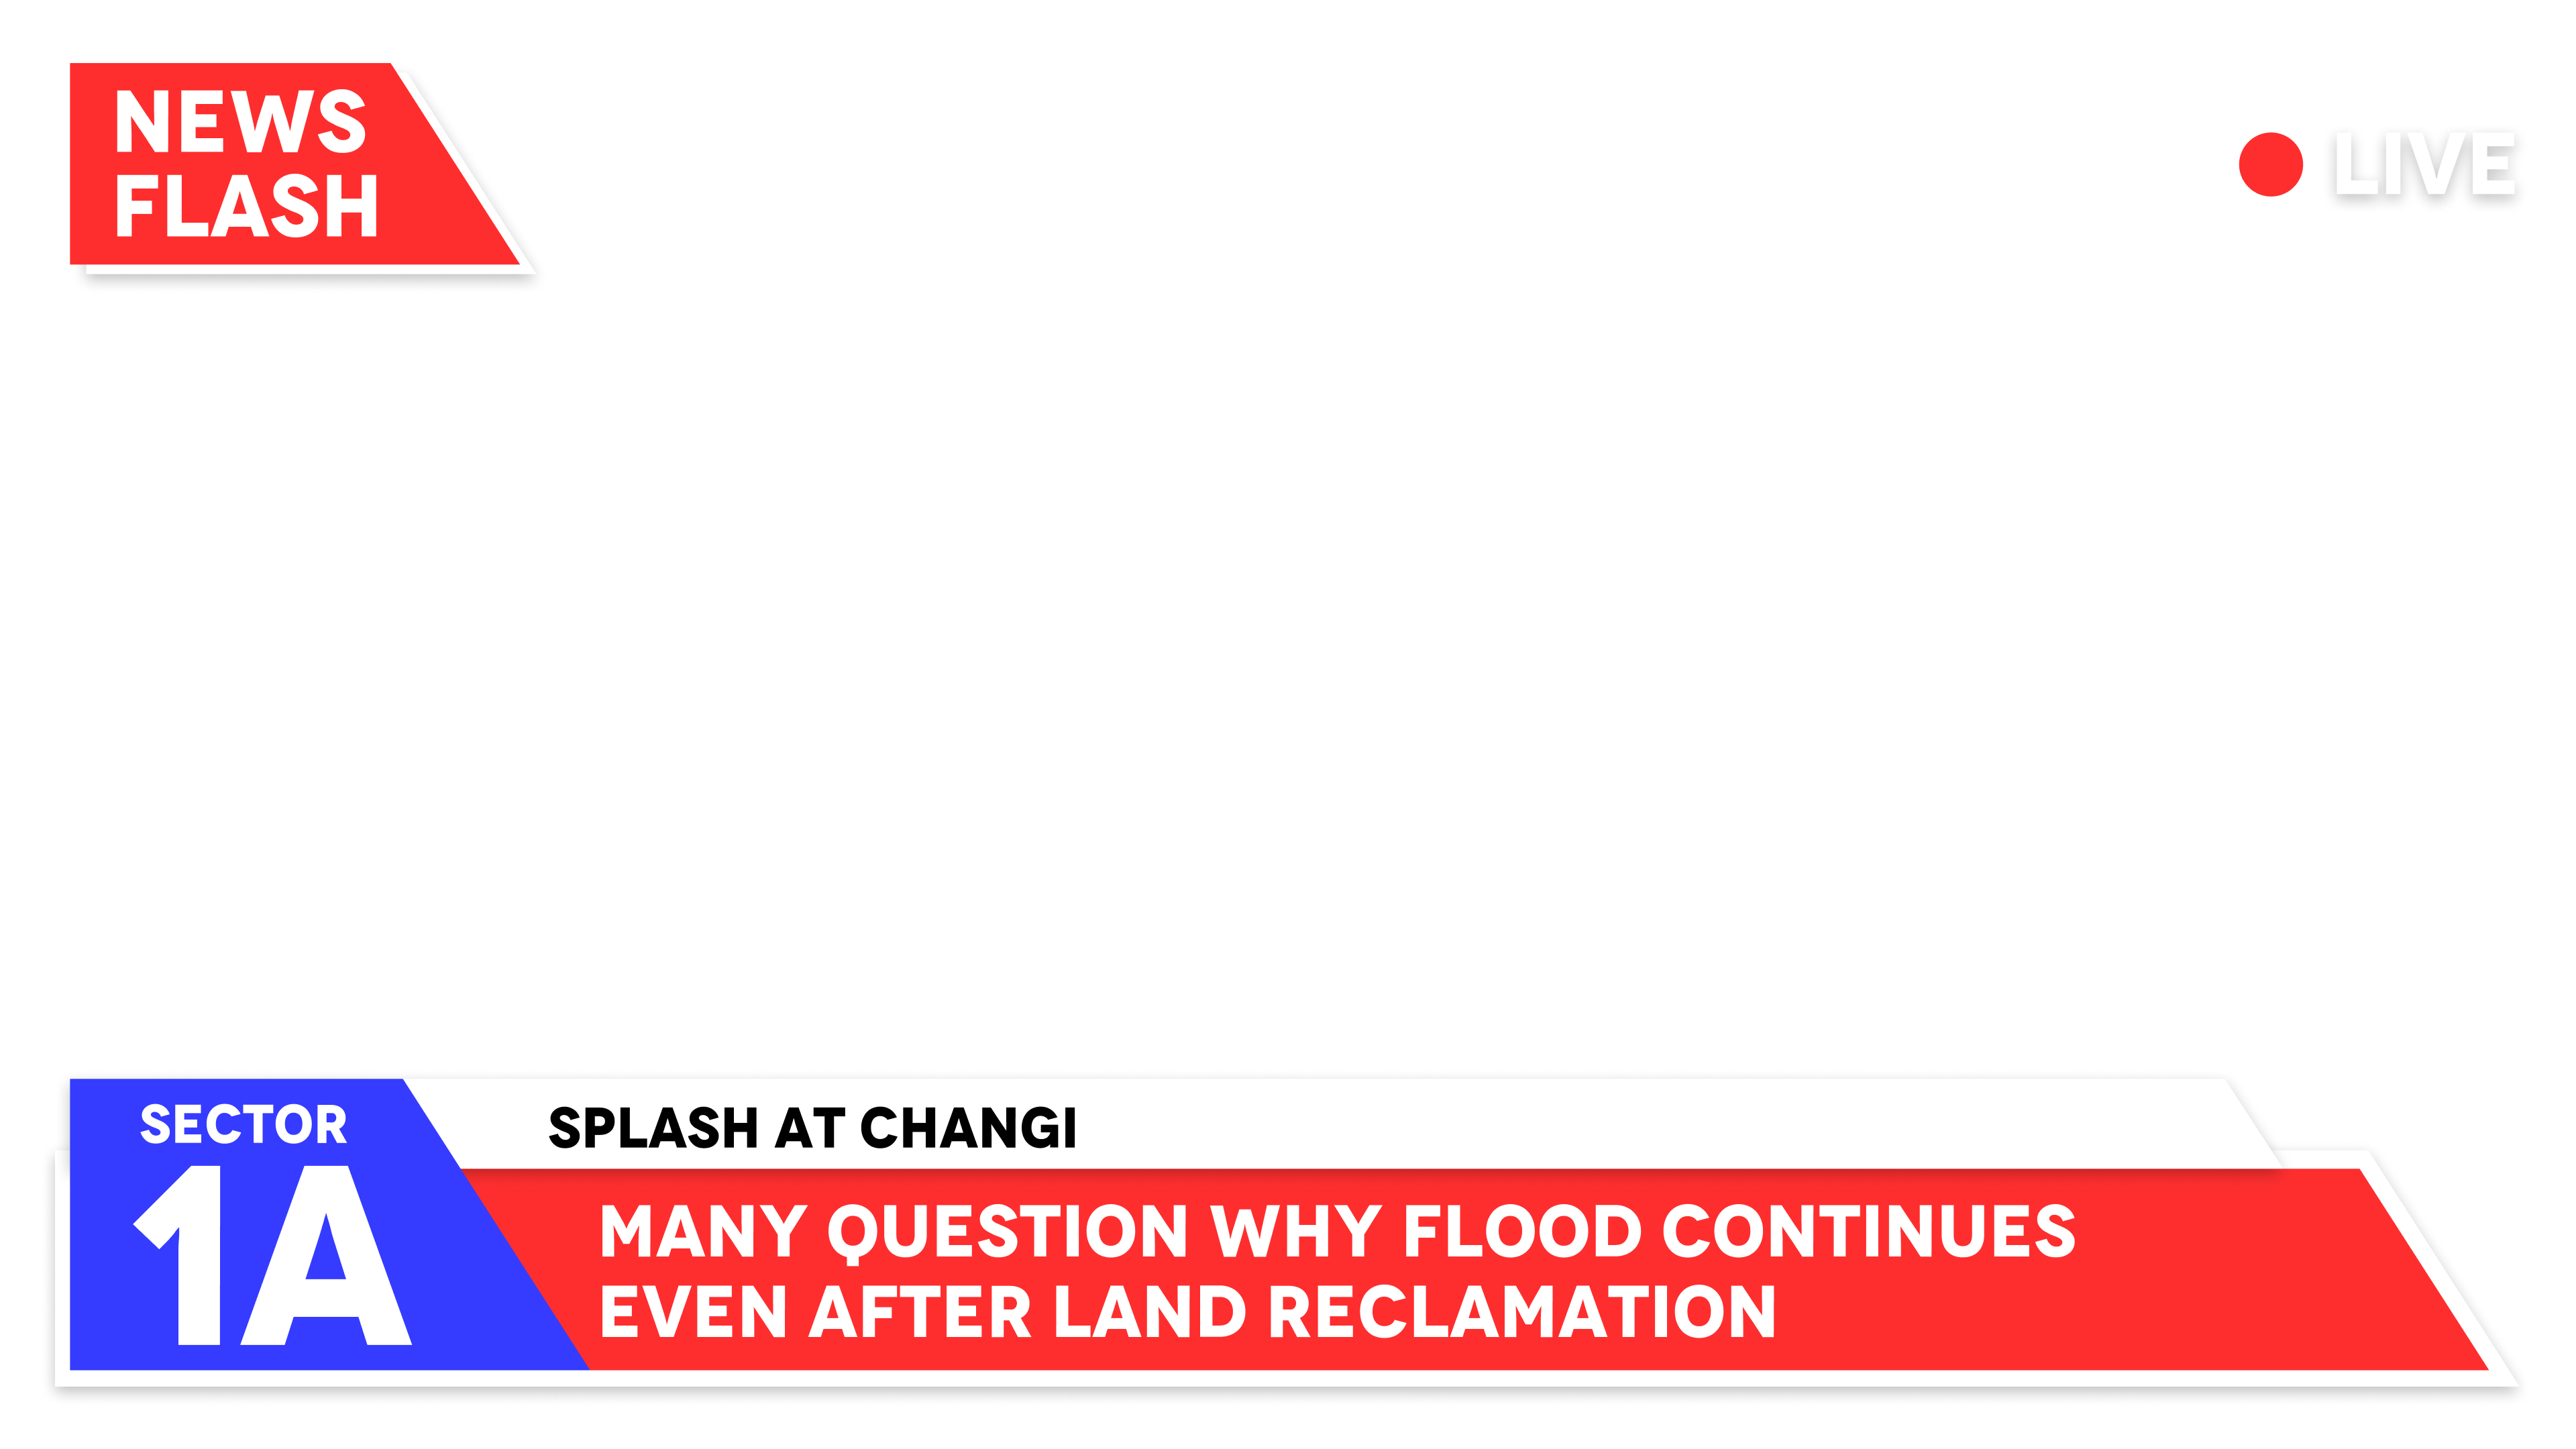 NEWS
FLASH
LIVE
SECTOR
1A
SPLASH AT CHANGI
MANY QUESTION WHY FLOOD CONTINUES
EVEN AFTER LAND RECLAMATION